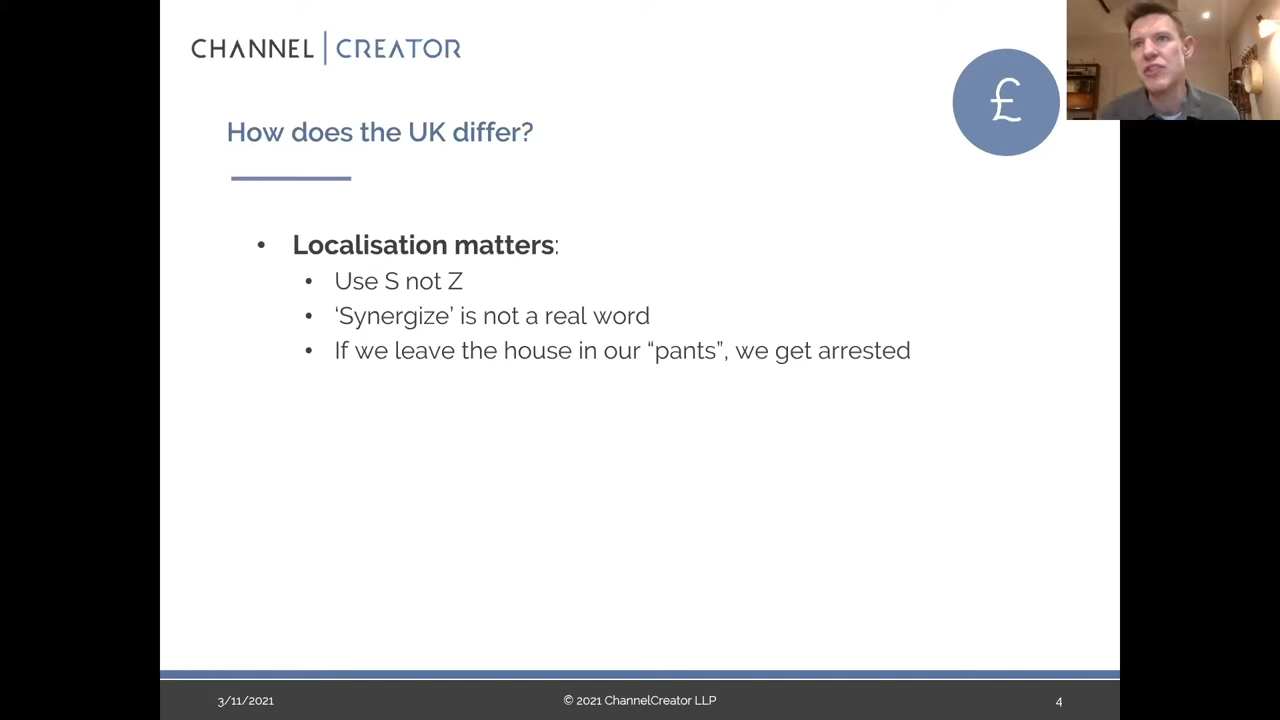 CHANNEL | CREATOR
£
How does the UK differ?
• Localisation matters:
• Use S not Z
• ‘Synergize’ is not a real word
• If we leave the house in our “pants”, we get arrested
3/11/2021
© 2021 ChannelCreator LLP
4